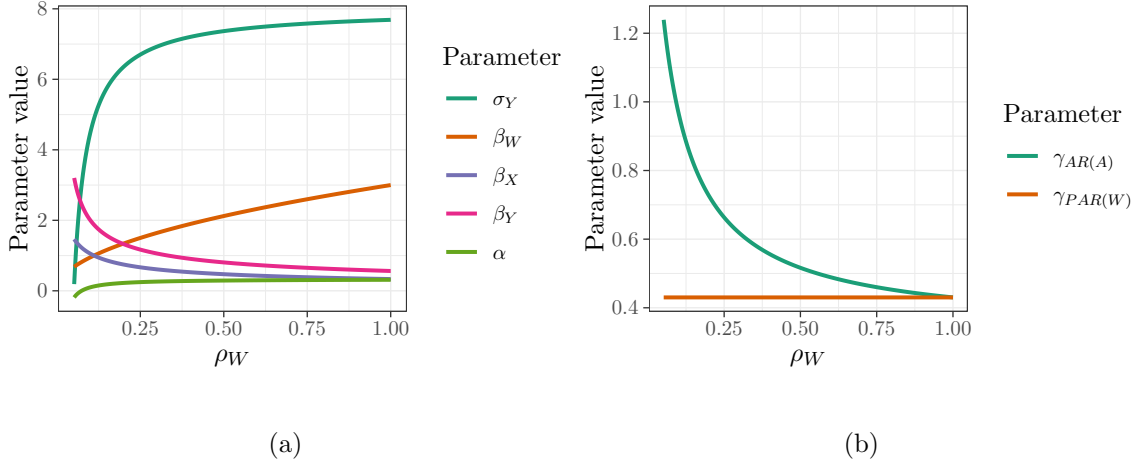 8
6
4
2
0
Parameter value
0.25
0.50
0.75
1.00
ρ_W
Parameter
σ_Y
β_W
β_X
β_Y
α
(a)
1.2
1.0
0.8
0.6
0.4
Parameter value
0.25
0.50
0.75
1.00
ρ_W
Parameter
γ_AR(A)
γ_PAR(W)
(b)